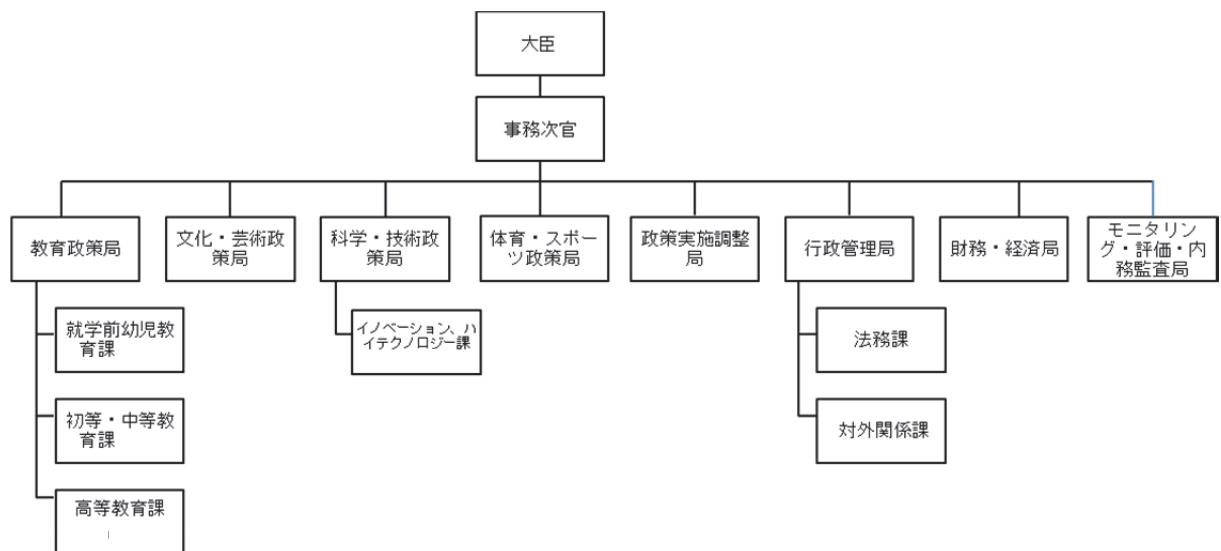 大臣
事務次官
教育政策局
文化・芸術政
策局
科学・技術政
策局
体育・スポー
ツ政策局
政策実施調整
局
行政管理局
財務・経済局
モニタリン
グ・評価・内
務監査局
就学前幼児教
育課
イノベーション、ハ
イテクノロジー課
法務課
初等・中等教
育課
対外関係課
高等教育課